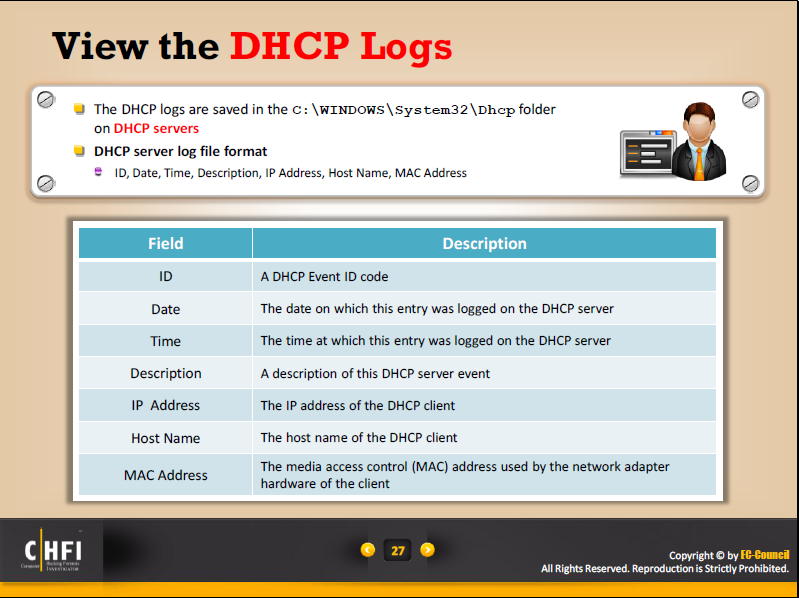 View the DHCP Logs
The DHCP logs are saved in the C:\WINDOWS\System32\Dhcp folder
on DHCP servers
DHCP server log file format
ID, Date, Time, Description, IP Address, Host Name, MAC Address
Field Description
ID A DHCP Event ID code
Date The date on which this entry was logged on the DHCP server
Time The time at which this entry was logged on the DHCP server
Description A description of this DHCP server event
IP Address The IP address of the DHCP client
Host Name The host name of the DHCP client
MAC Address The media access control (MAC) address used by the network adapter
hardware of the client
CHFI
Computer Hacking Forensic
INVESTIGATOR
27
Copyright © by EC-Council
All Rights Reserved. Reproduction is Strictly Prohibited.